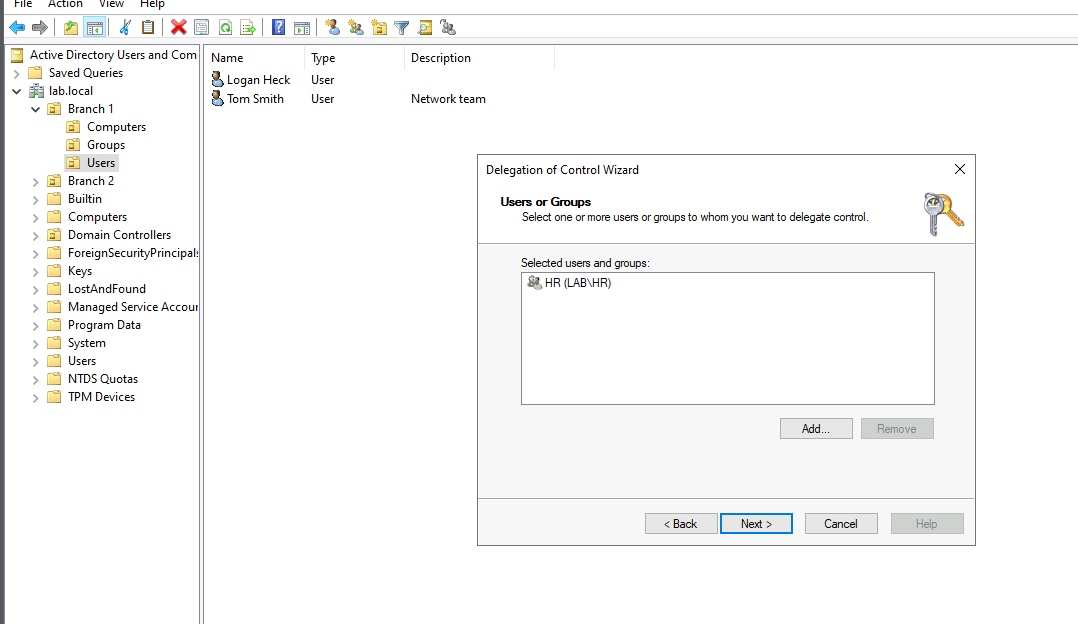 File Action View Help
Active Directory Users and Com
Saved Queries
lab.local
Branch 1
Computers
Groups
Users
Branch 2
Builtin
Computers
Domain Controllers
ForeignSecurityPrincipals
Keys
LostAndFound
Managed Service Accour
Program Data
System
Users
NTDS Quotas
TPM Devices
Name Type Description
Logan Heck User
Tom Smith User Network team
Delegation of Control Wizard
Users or Groups
Select one or more users or groups to whom you want to delegate control.
Selected users and groups:
HR (LAB\HR)
Add... Remove
< Back Next > Cancel Help